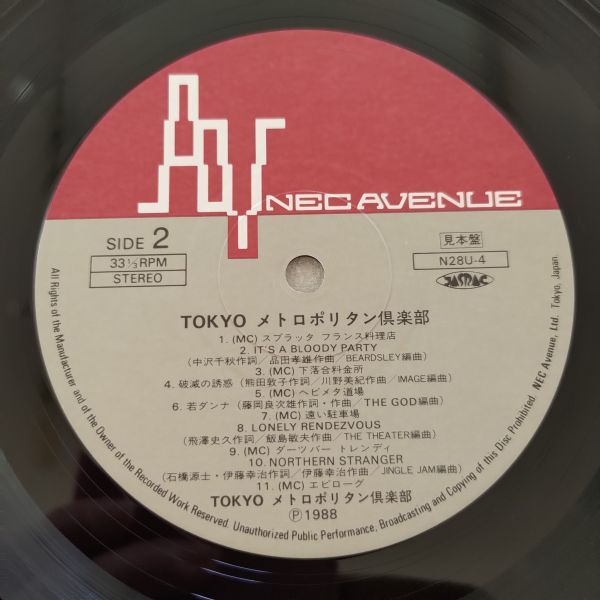 NEC AVENUE
SIDE 2
見本盤
33⅓RPM
STEREO
N28U-4
JASRAC
TOKYO メトロポリタン倶楽部
1. (MC) スプラッタ フランス料理店
2. IT'S A BLOODY PARTY
(中沢千秋作詞/品田孝雄作曲/BEARDSLEY編曲)
3. (MC) 下落合料金所
4. 破滅の誘惑 (熊田敦子作詞/川野美紀作曲/IMAGE編曲)
5. (MC) ヘビメタ道場
6. 若ダンナ (藤岡良次雄作詞・作曲/THE GOD編曲)
7. (MC) 遠い駐車場
8. LONELY RENDEZVOUS
(飛澤史久作詞/飯島敏夫作曲/THE THEATER編曲)
9. (MC) ダーツバー トレンディ
10. NORTHERN STRANGER
(石橋源士・伊藤幸治作詞/伊藤幸治作曲/JINGLE JAM編曲)
11. (MC) エピローグ
TOKYO メトロポリタン倶楽部
Ⓟ1988
All Rights of the Manufacturer and of the Owner of the Recorded Work Reserved. Unauthorized Public Performance, Broadcasting and Copying of this Disc Prohibited. NEC Avenue, Ltd. Tokyo, Japan.